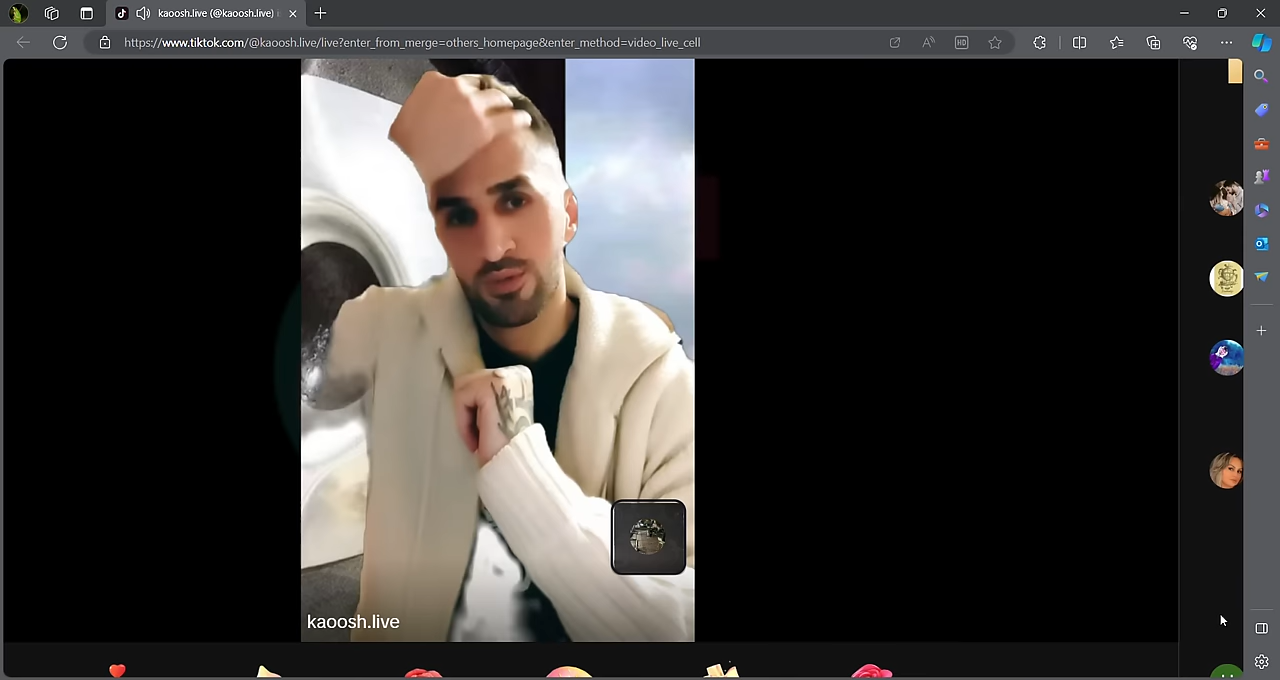 kaoosh.live (@kaoosh.live) i
https://www.tiktok.com/@kaoosh.live/live?enter_from_merge=others_homepage&enter_method=video_live_cell
kaoosh.live